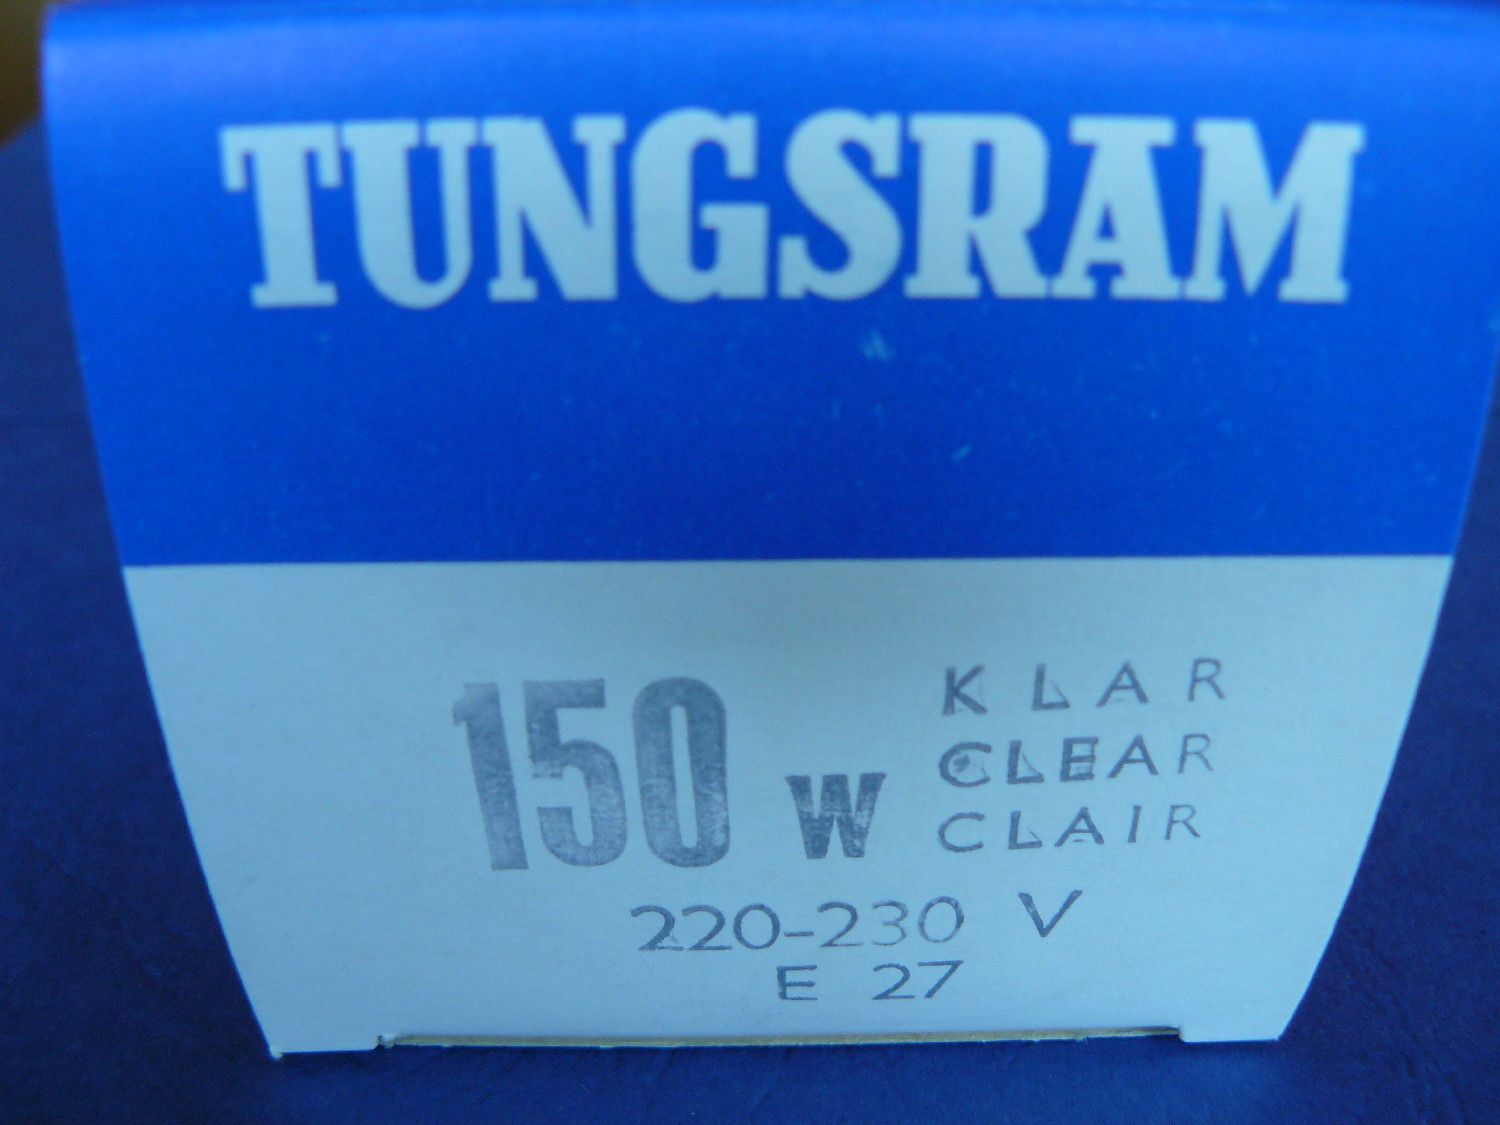 TUNGSRAM
150 W
KLAR
CLEAR
CLAIR
220-230 V
E 27